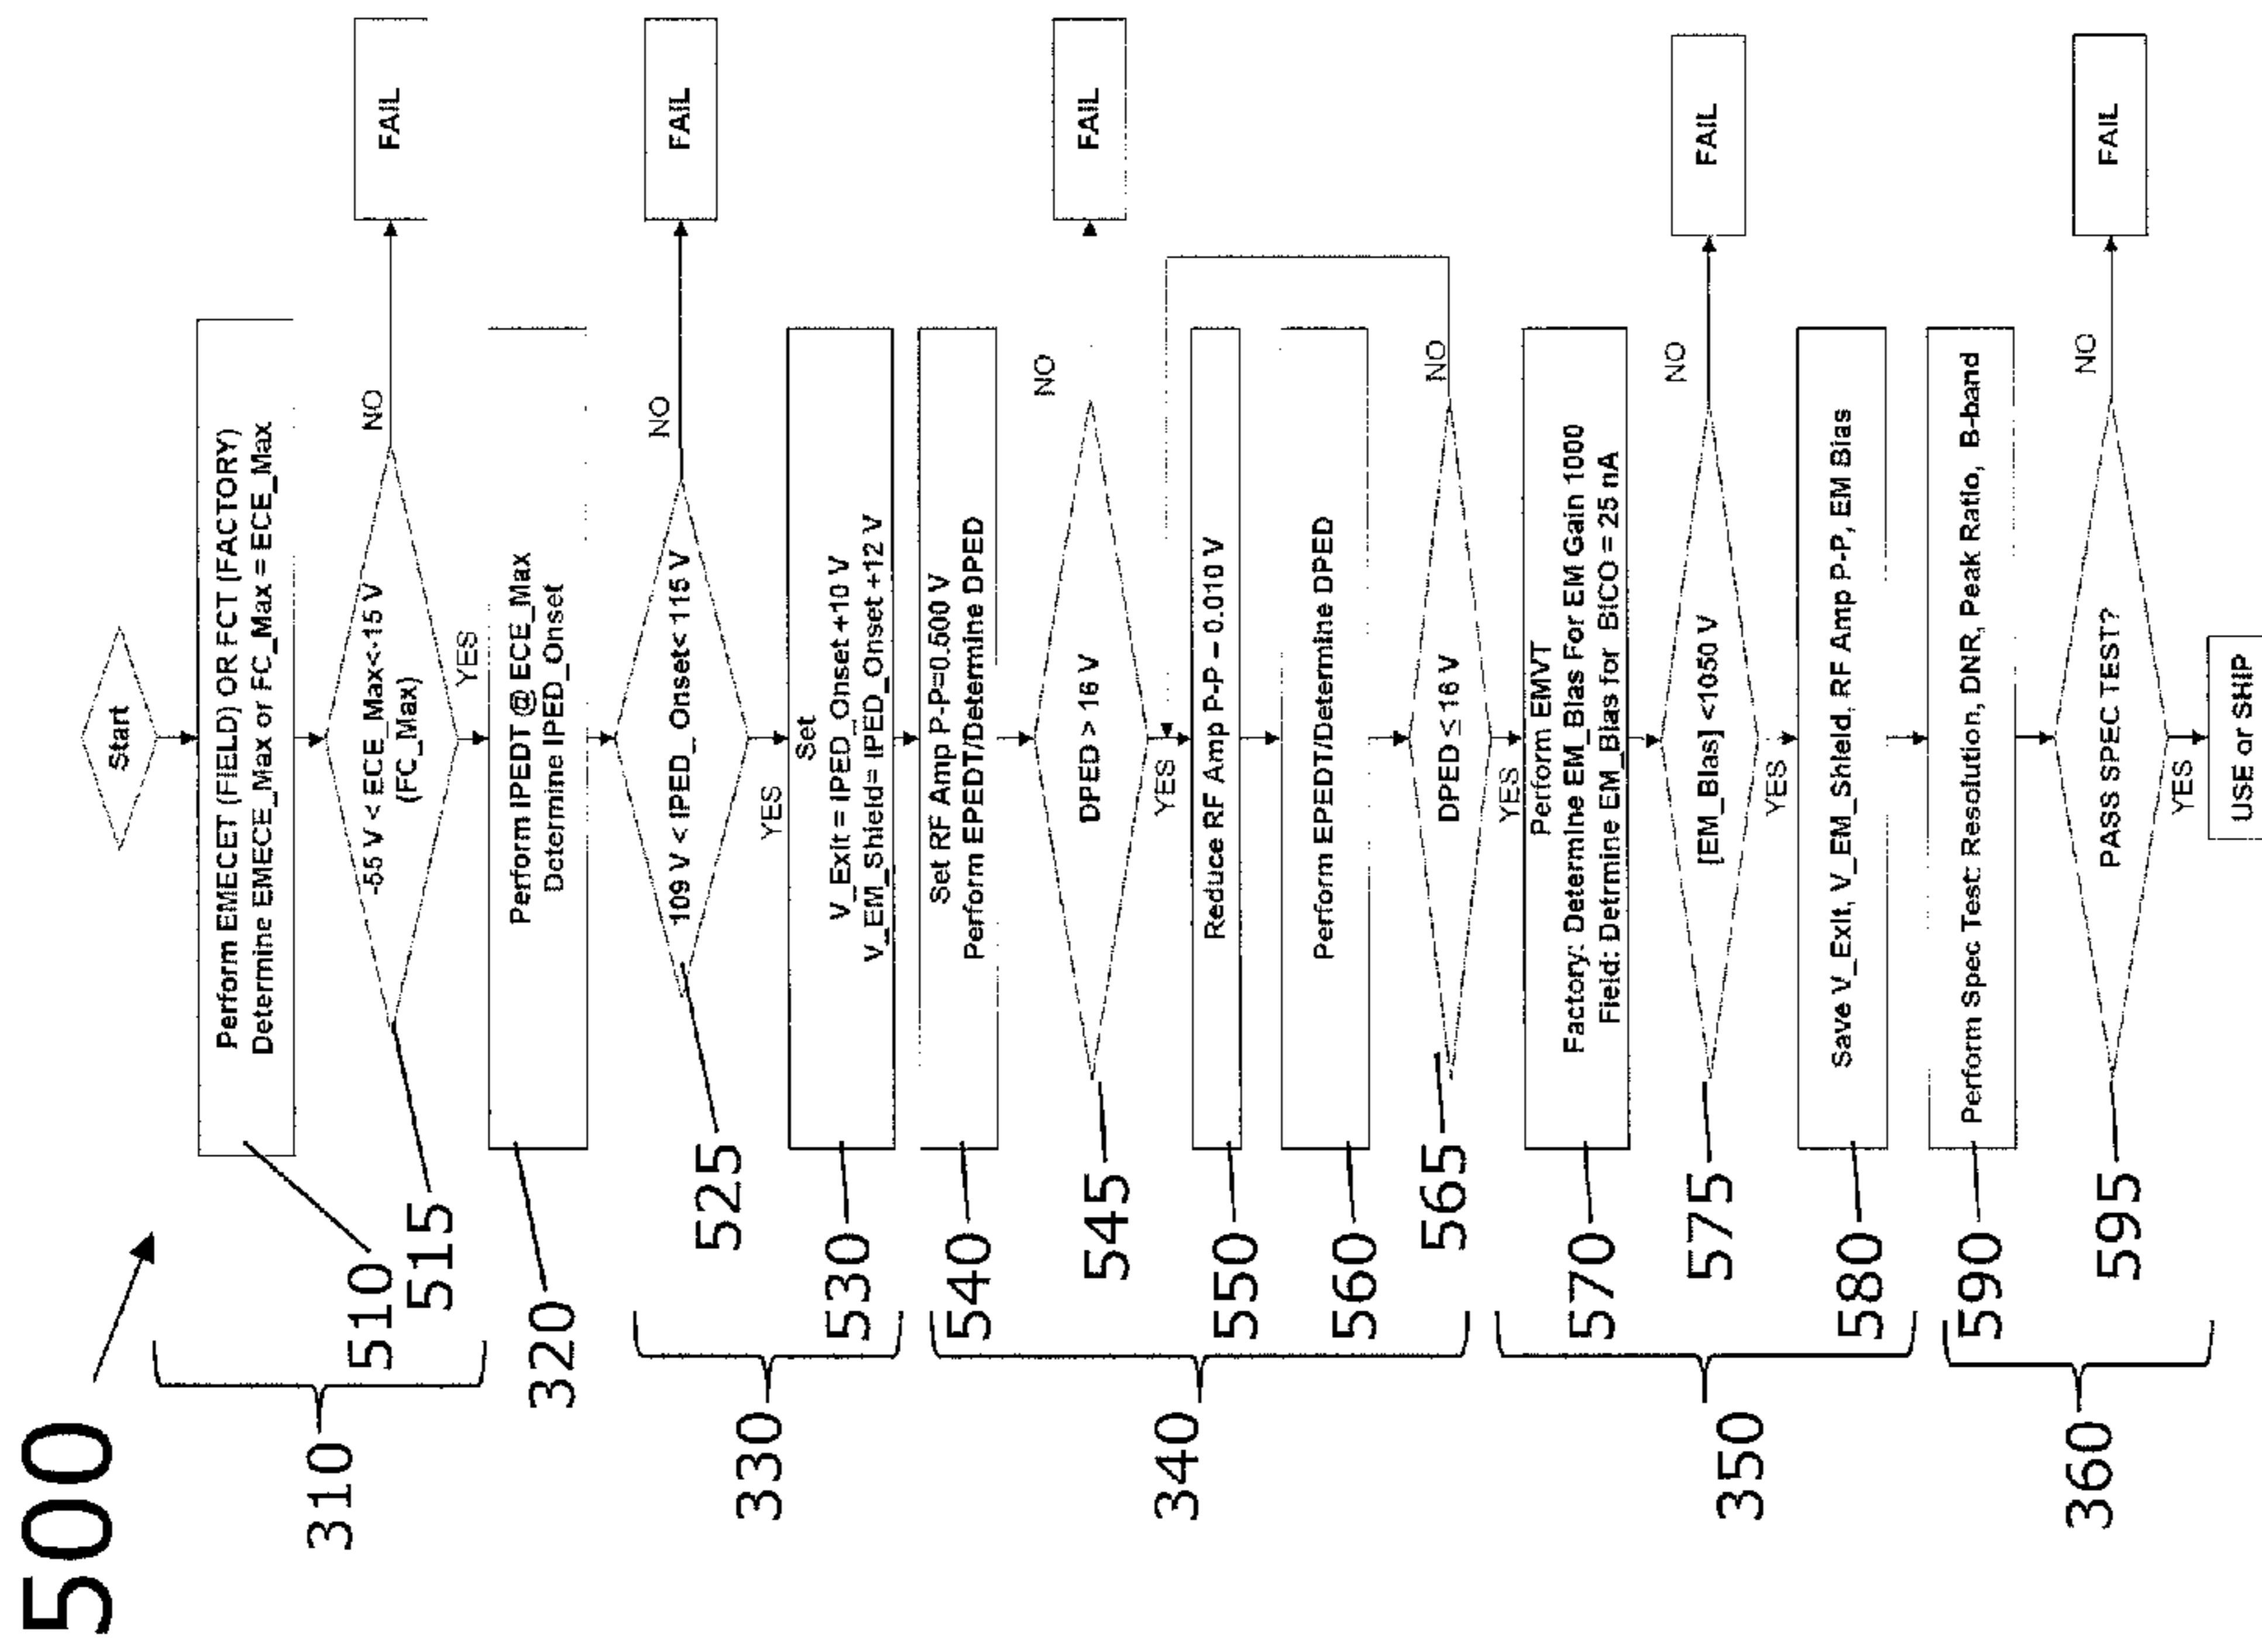 500
Start
Perform EMECET (FIELD) OR FCT (FACTORY)
Determine EMECE_Max or FC_Max = ECE_Max
510
-55 V < ECE_Max<-15 V
(FC_Max)
515
310
NO
FAIL
YES
Perform IPEDT @ ECE_Max
Determine IPED_Onset
320
109 V < IPED_Onset< 115 V
525
NO
FAIL
YES
Set
V_Exit = IPED_Onset +10 V
V_EM_Shield= IPED_Onset +12 V
530
330
Set RF Amp P-P=0.500 V
Perform EPEDT/Determine DPED
540
DPED > 16 V
545
NO
FAIL
YES
Reduce RF Amp P-P – 0.010 V
550
Perform EPEDT/Determine DPED
560
DPED ≤ 16 V
565
340
NO
YES
Perform EMVT
Factory: Determine EM_Bias For EM Gain 1000
Field: Detrmine EM_Bias for BICO = 25 nA
570
[EM_Bias] <1050 V
575
NO
FAIL
YES
Save V_Exit, V_EM_Shield, RF Amp P-P, EM Bias
580
350
Perform Spec Test: Resolution, DNR, Peak Ratio, B-band
590
PASS SPEC TEST?
595
360
NO
FAIL
YES
USE or SHIP